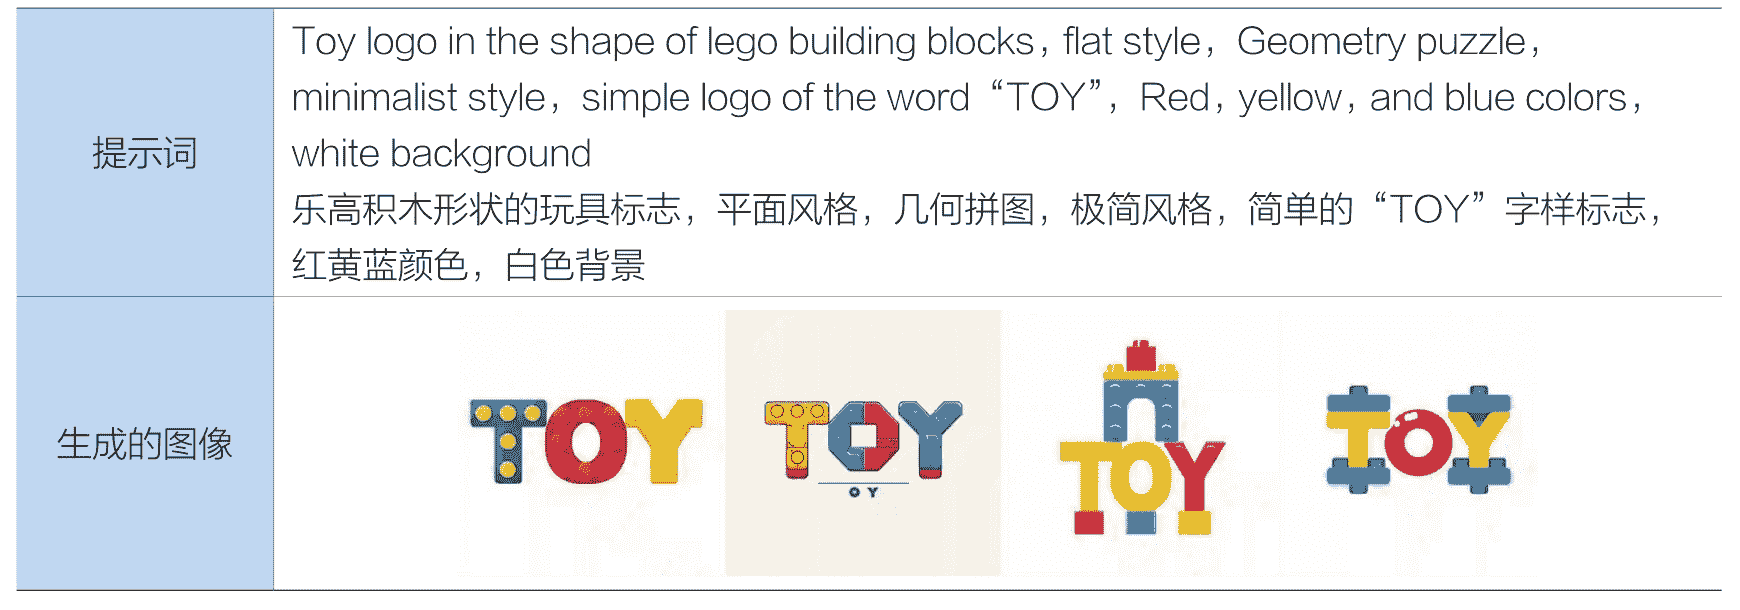 提示词
Toy logo in the shape of lego building blocks，flat style，Geometry puzzle，
minimalist style，simple logo of the word “TOY”，Red，yellow，and blue colors，
white background
乐高积木形状的玩具标志，平面风格，几何拼图，极简风格，简单的“TOY”字样标志，
红黄蓝颜色，白色背景
生成的图像
TOY
TOY
OY
TOY
TOY